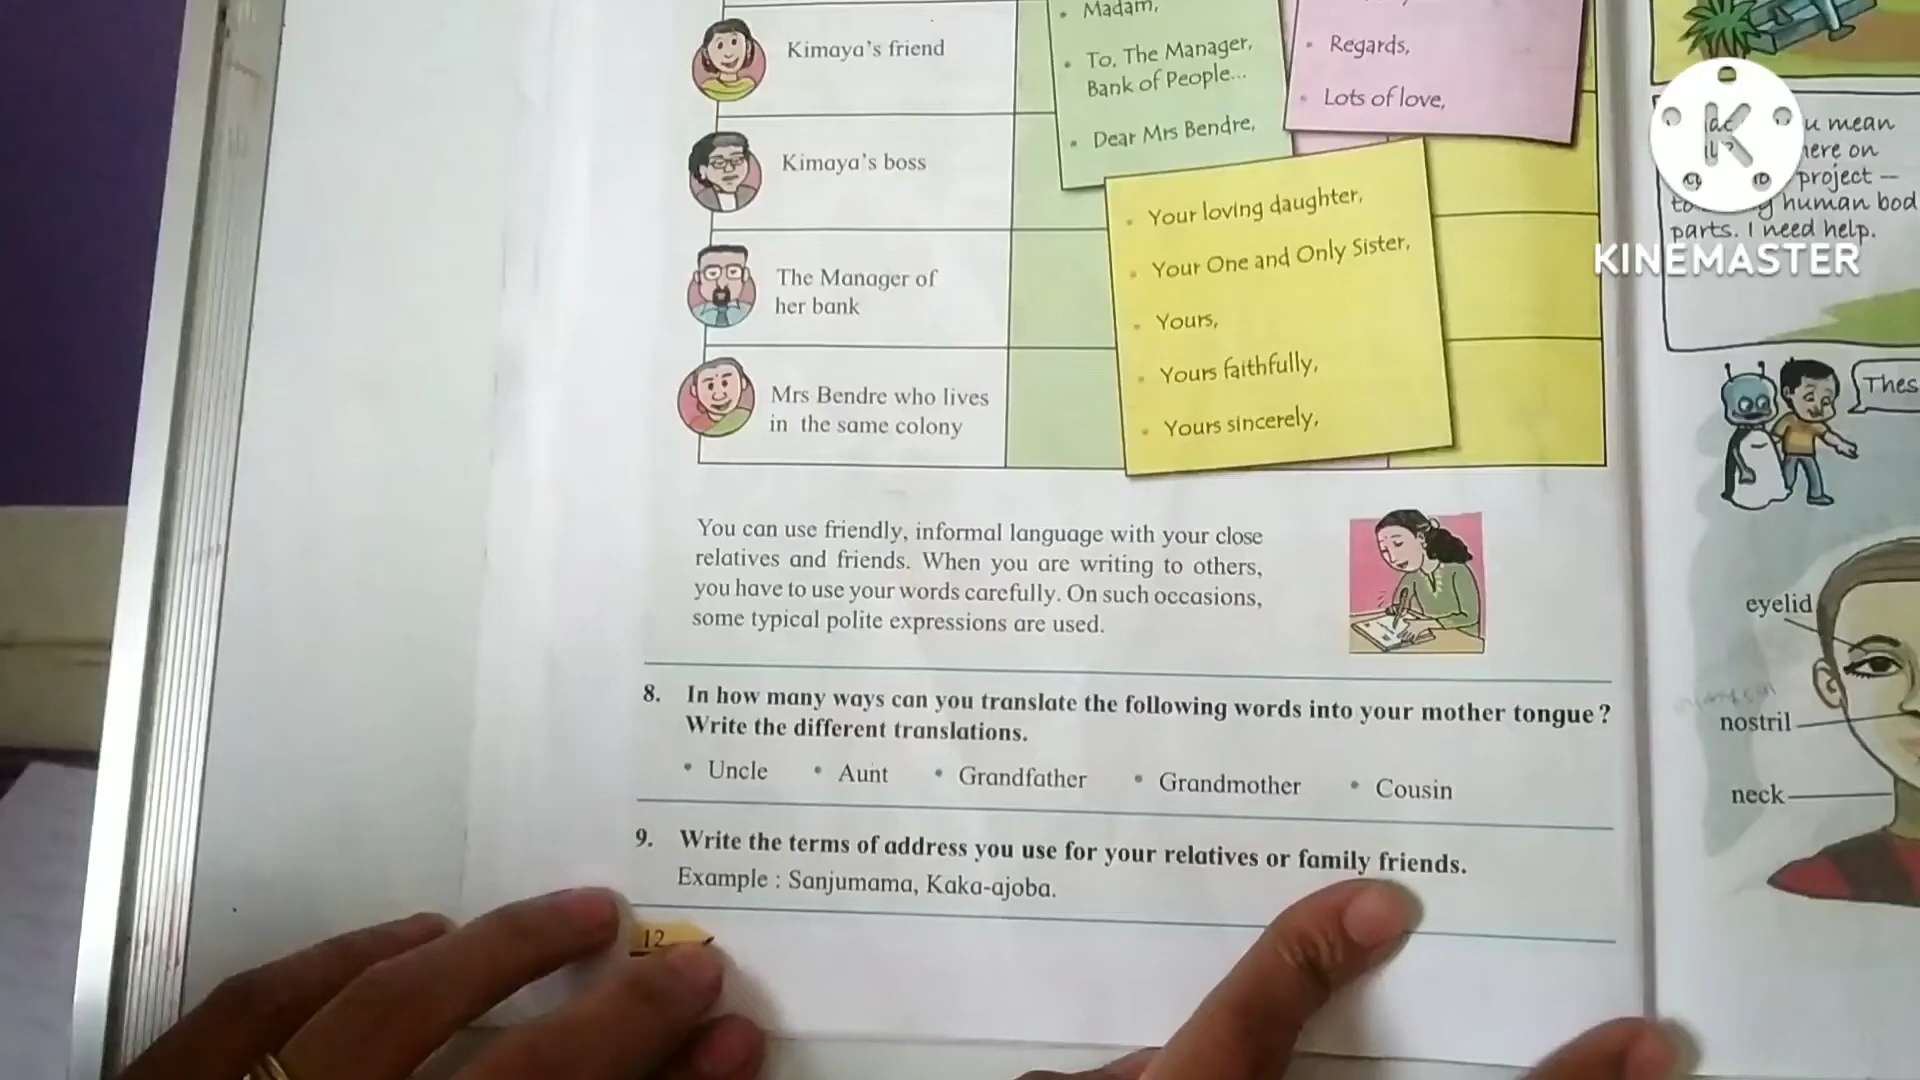 Madam,
Kimaya's friend
To, The Manager,
Bank of People...
Dear Mrs Bendre,
Regards,
Lots of love,
Kimaya's boss
Your loving daughter,
Your One and Only Sister,
Yours,
Yours faithfully,
Yours sincerely,
The Manager of
her bank
Mrs Bendre who lives
in the same colony
You can use friendly, informal language with your close
relatives and friends. When you are writing to others,
you have to use your words carefully. On such occasions,
some typical polite expressions are used.
8. In how many ways can you translate the following words into your mother tongue?
Write the different translations.
• Uncle • Aunt • Grandfather • Grandmother • Cousin
9. Write the terms of address you use for your relatives or family friends.
Example : Sanjumama, Kaka-ajoba.
12
mean
here on
project —
human bod
parts. I need help.
K
KINEMASTER
Thes
eyelid
nostril
neck